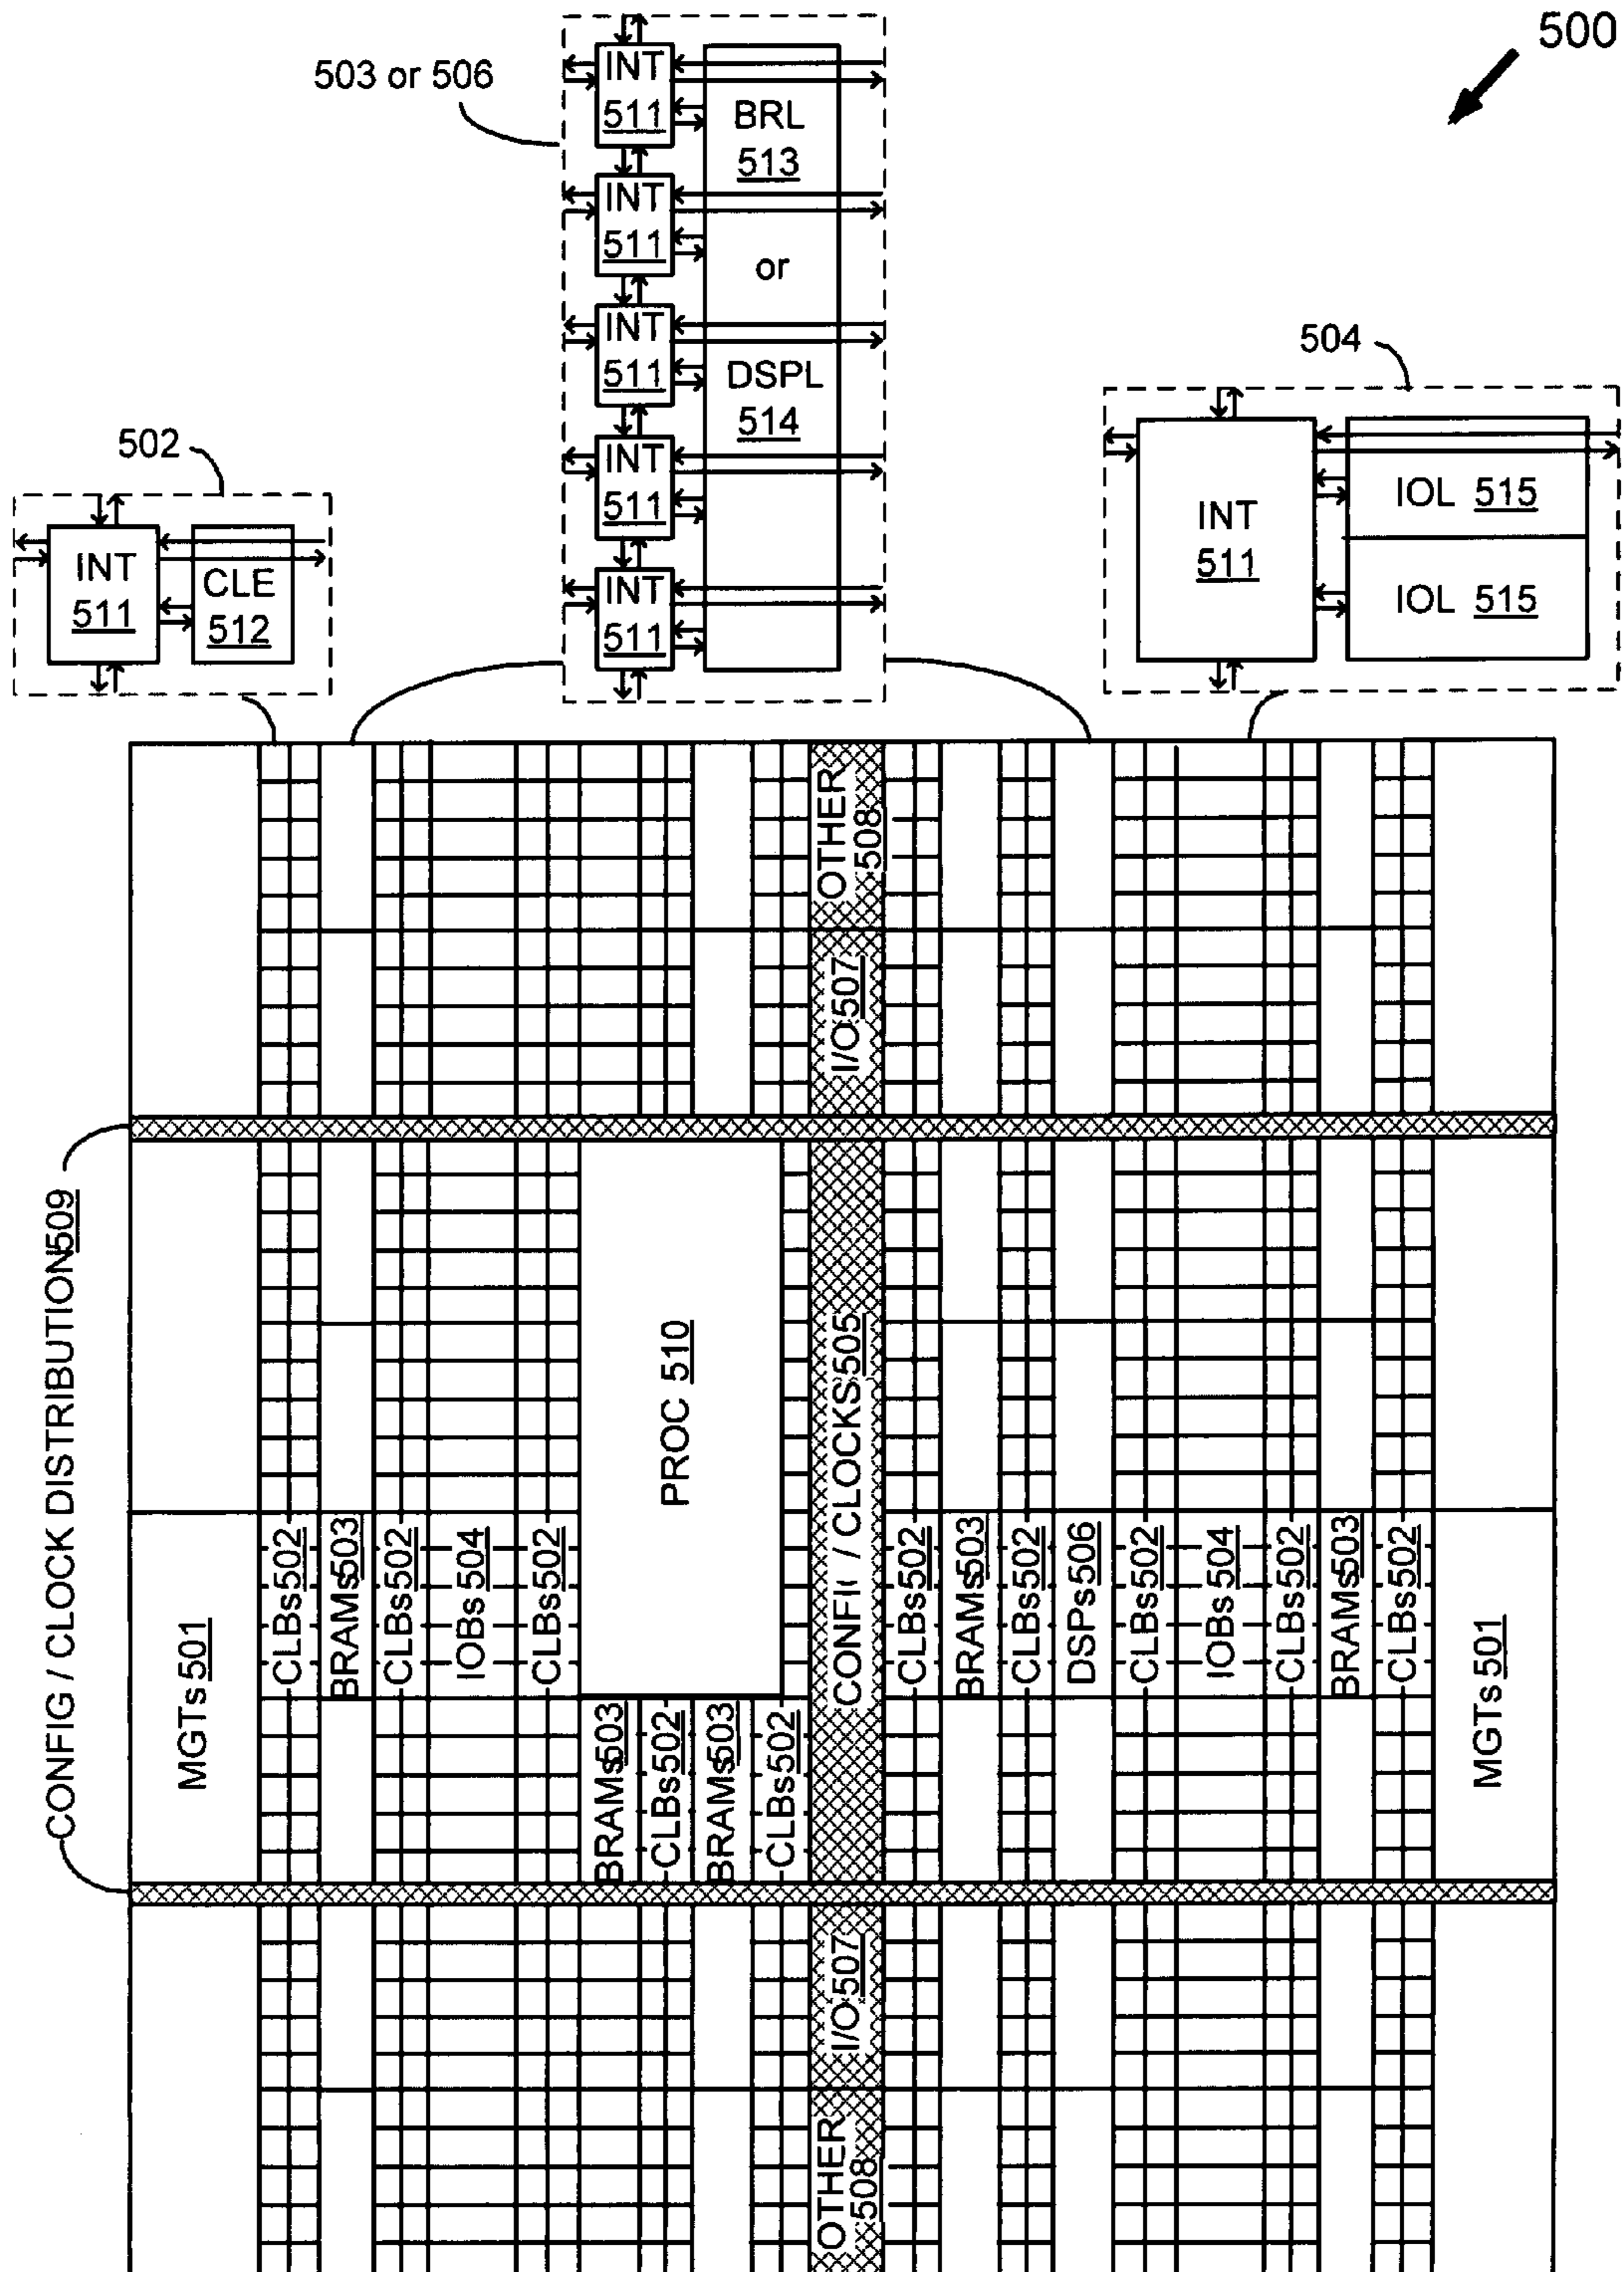 500
503 or 506
INT
511
INT
511
INT
511
INT
511
INT
511
BRL
513
or
DSPL
514
504
INT
511
IOL 515
IOL 515
502
INT
511
CLE
512
OTHER
508
I/O 507
CONFIG / CLOCK DISTRIBUTION 509
PROC 510
CONFIG / CLOCKS 505
MGTs 501
CLBs 502
BRAMs 503
CLBs 502
IOBs 504
CLBs 502
BRAMs 503
CLBs 502
BRAMs 503
CLBs 502
CLBs 502
BRAMs 503
CLBs 502
DSPs 506
CLBs 502
IOBs 504
CLBs 502
BRAMs 503
CLBs 502
MGTs 501
I/O 507
OTHER
508